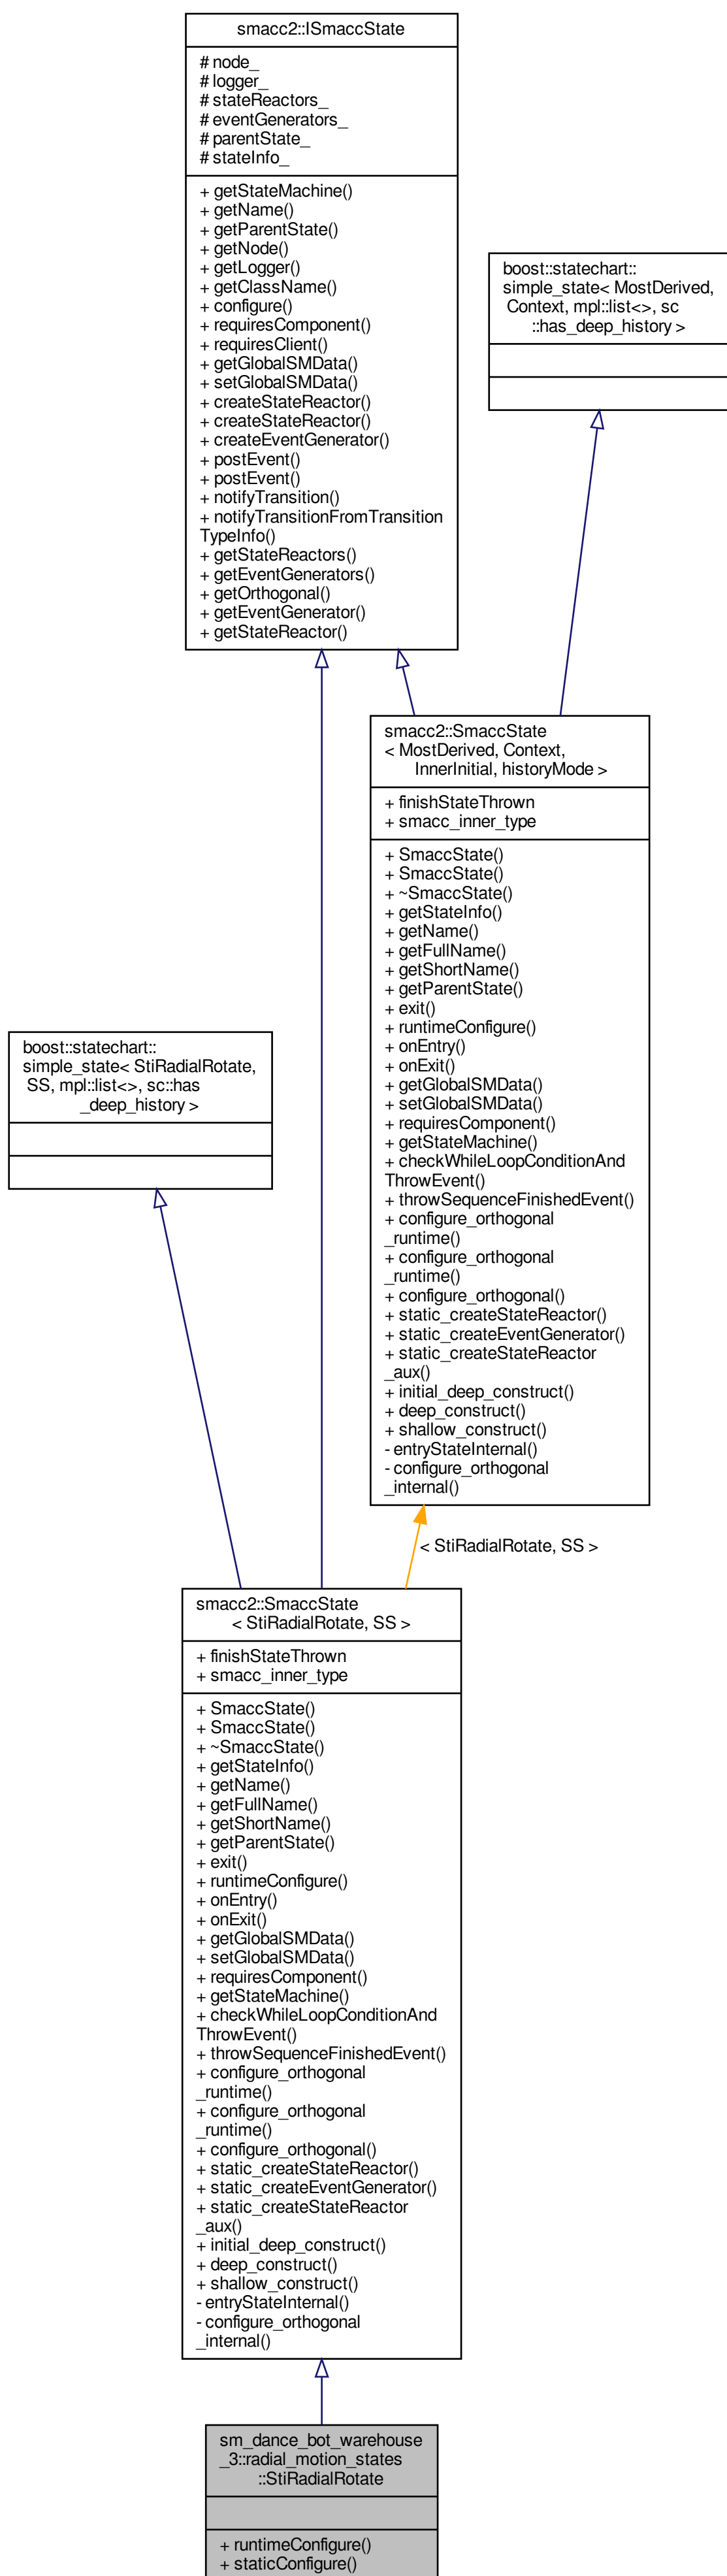 smacc2::ISmaccState
# node_
# logger_
# stateReactors_
# eventGenerators_
# parentState_
# stateInfo_
+ getStateMachine()
+ getName()
+ getParentState()
+ getNode()
+ getLogger()
+ getClassName()
+ configure()
+ requiresComponent()
+ requiresClient()
+ getGlobalSMData()
+ setGlobalSMData()
+ createStateReactor()
+ createStateReactor()
+ createEventGenerator()
+ postEvent()
+ postEvent()
+ notifyTransition()
+ notifyTransitionFromTransition
TypeInfo()
+ getStateReactors()
+ getEventGenerators()
+ getOrthogonal()
+ getEventGenerator()
+ getStateReactor()
boost::statechart::
simple_state< MostDerived,
Context, mpl::list<>, sc
::has_deep_history >
smacc2::SmaccState
< MostDerived, Context,
InnerInitial, historyMode >
+ finishStateThrown
+ smacc_inner_type
+ SmaccState()
+ SmaccState()
+ ~SmaccState()
+ getStateInfo()
+ getName()
+ getFullName()
+ getShortName()
+ getParentState()
+ exit()
+ runtimeConfigure()
+ onEntry()
+ onExit()
+ getGlobalSMData()
+ setGlobalSMData()
+ requiresComponent()
+ getStateMachine()
+ checkWhileLoopConditionAnd
ThrowEvent()
+ throwSequenceFinishedEvent()
+ configure_orthogonal
_runtime()
+ configure_orthogonal
_runtime()
+ configure_orthogonal()
+ static_createStateReactor()
+ static_createEventGenerator()
+ static_createStateReactor
_aux()
+ initial_deep_construct()
+ deep_construct()
+ shallow_construct()
- entryStateInternal()
- configure_orthogonal
_internal()
boost::statechart::
simple_state< StiRadialRotate,
SS, mpl::list<>, sc::has
_deep_history >
< StiRadialRotate, SS >
smacc2::SmaccState
< StiRadialRotate, SS >
+ finishStateThrown
+ smacc_inner_type
+ SmaccState()
+ SmaccState()
+ ~SmaccState()
+ getStateInfo()
+ getName()
+ getFullName()
+ getShortName()
+ getParentState()
+ exit()
+ runtimeConfigure()
+ onEntry()
+ onExit()
+ getGlobalSMData()
+ setGlobalSMData()
+ requiresComponent()
+ getStateMachine()
+ checkWhileLoopConditionAnd
ThrowEvent()
+ throwSequenceFinishedEvent()
+ configure_orthogonal
_runtime()
+ configure_orthogonal
_runtime()
+ configure_orthogonal()
+ static_createStateReactor()
+ static_createEventGenerator()
+ static_createStateReactor
_aux()
+ initial_deep_construct()
+ deep_construct()
+ shallow_construct()
- entryStateInternal()
- configure_orthogonal
_internal()
sm_dance_bot_warehouse
_3::radial_motion_states
::StiRadialRotate
+ runtimeConfigure()
+ staticConfigure()